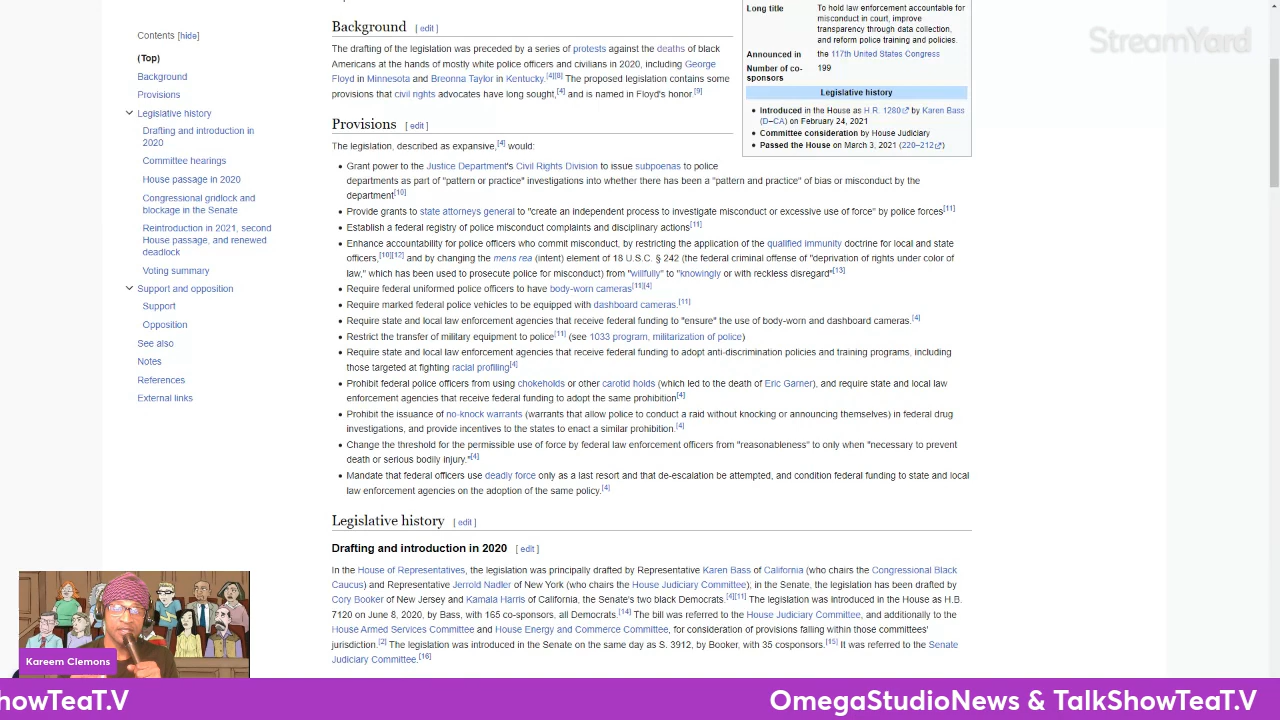 StreamYard
Contents [hide]
(Top)
Background
Provisions
Legislative history
Drafting and introduction in
2020
Committee hearings
House passage in 2020
Congressional gridlock and
blockage in the Senate
Reintroduction in 2021, second
House passage, and renewed
deadlock
Voting summary
Support and opposition
Support
Opposition
See also
Notes
References
External links
Background [ edit ]
The drafting of the legislation was preceded by a series of protests against the deaths of black
Americans at the hands of mostly white police officers and civilians in 2020, including George
Floyd in Minnesota and Breonna Taylor in Kentucky.[4][8] The proposed legislation contains some
provisions that civil rights advocates have long sought,[4] and is named in Floyd's honor.[9]
Long title To hold law enforcement accountable for
misconduct in court, improve
transparency through data collection,
and reform police training and policies.
Announced in the 117th United States Congress
Number of co- 199
sponsors
Legislative history
• Introduced in the House as H.R. 1280 by Karen Bass
(D–CA) on February 24, 2021
• Committee consideration by House Judiciary
• Passed the House on March 3, 2021 (220–212)
Provisions [ edit ]
The legislation, described as expansive,[4] would:
• Grant power to the Justice Department's Civil Rights Division to issue subpoenas to police
departments as part of "pattern or practice" investigations into whether there has been a "pattern and practice" of bias or misconduct by the
department[10]
• Provide grants to state attorneys general to "create an independent process to investigate misconduct or excessive use of force" by police forces[11]
• Establish a federal registry of police misconduct complaints and disciplinary actions[11]
• Enhance accountability for police officers who commit misconduct, by restricting the application of the qualified immunity doctrine for local and state
officers,[10][12] and by changing the mens rea (intent) element of 18 U.S.C. § 242 (the federal criminal offense of "deprivation of rights under color of
law," which has been used to prosecute police for misconduct) from "willfully" to "knowingly or with reckless disregard"[13]
• Require federal uniformed police officers to have body-worn cameras[11][4]
• Require marked federal police vehicles to be equipped with dashboard cameras.[11]
• Require state and local law enforcement agencies that receive federal funding to "ensure" the use of body-worn and dashboard cameras.[4]
• Restrict the transfer of military equipment to police[11] (see 1033 program, militarization of police)
• Require state and local law enforcement agencies that receive federal funding to adopt anti-discrimination policies and training programs, including
those targeted at fighting racial profiling[4]
• Prohibit federal police officers from using chokeholds or other carotid holds (which led to the death of Eric Garner), and require state and local law
enforcement agencies that receive federal funding to adopt the same prohibition[4]
• Prohibit the issuance of no-knock warrants (warrants that allow police to conduct a raid without knocking or announcing themselves) in federal drug
investigations, and provide incentives to the states to enact a similar prohibition.[4]
• Change the threshold for the permissible use of force by federal law enforcement officers from "reasonableness" to only when "necessary to prevent
death or serious bodily injury."[4]
• Mandate that federal officers use deadly force only as a last resort and that de-escalation be attempted, and condition federal funding to state and local
law enforcement agencies on the adoption of the same policy.[4]
Legislative history [ edit ]
Drafting and introduction in 2020 [ edit ]
In the House of Representatives, the legislation was principally drafted by Representative Karen Bass of California (who chairs the Congressional Black
Caucus) and Representative Jerrold Nadler of New York (who chairs the House Judiciary Committee); in the Senate, the legislation has been drafted by
Cory Booker of New Jersey and Kamala Harris of California, the Senate's two black Democrats.[4][11] The legislation was introduced in the House as H.B.
7120 on June 8, 2020, by Bass, with 165 co-sponsors, all Democrats.[14] The bill was referred to the House Judiciary Committee, and additionally to the
House Armed Services Committee and House Energy and Commerce Committee, for consideration of provisions falling within those committees'
jurisdiction.[2] The legislation was introduced in the Senate on the same day as S. 3912, by Booker, with 35 cosponsors.[15] It was referred to the Senate
Judiciary Committee.[16]
Kareem Clemons
howTeaT.V
OmegaStudioNews & TalkShowTeaT.V